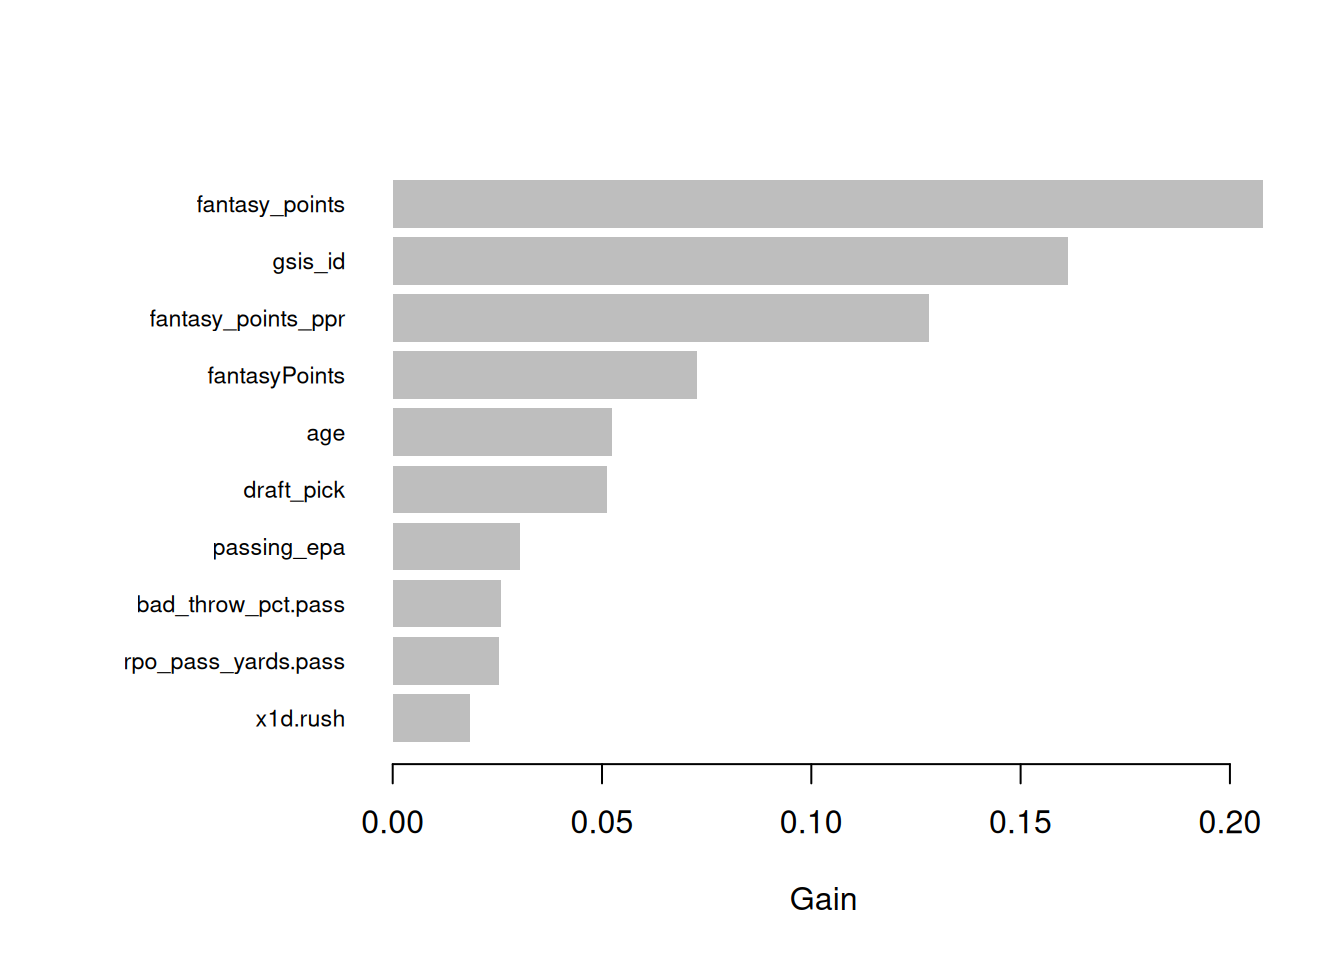 fantasy_points
gsis_id
fantasy_points_ppr
fantasyPoints
age
draft_pick
passing_epa
bad_throw_pct.pass
rpo_pass_yards.pass
x1d.rush
0.00 0.05 0.10 0.15 0.20
Gain